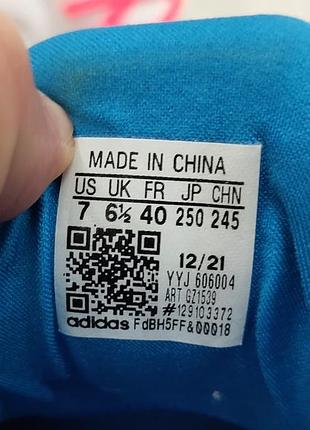 MADE IN CHINA
US UK FR JP CHN
7 6½ 40 250 245
12/21
YYJ 606004
ART GZ1539
#129103372
adidas FdBH5FF&00018